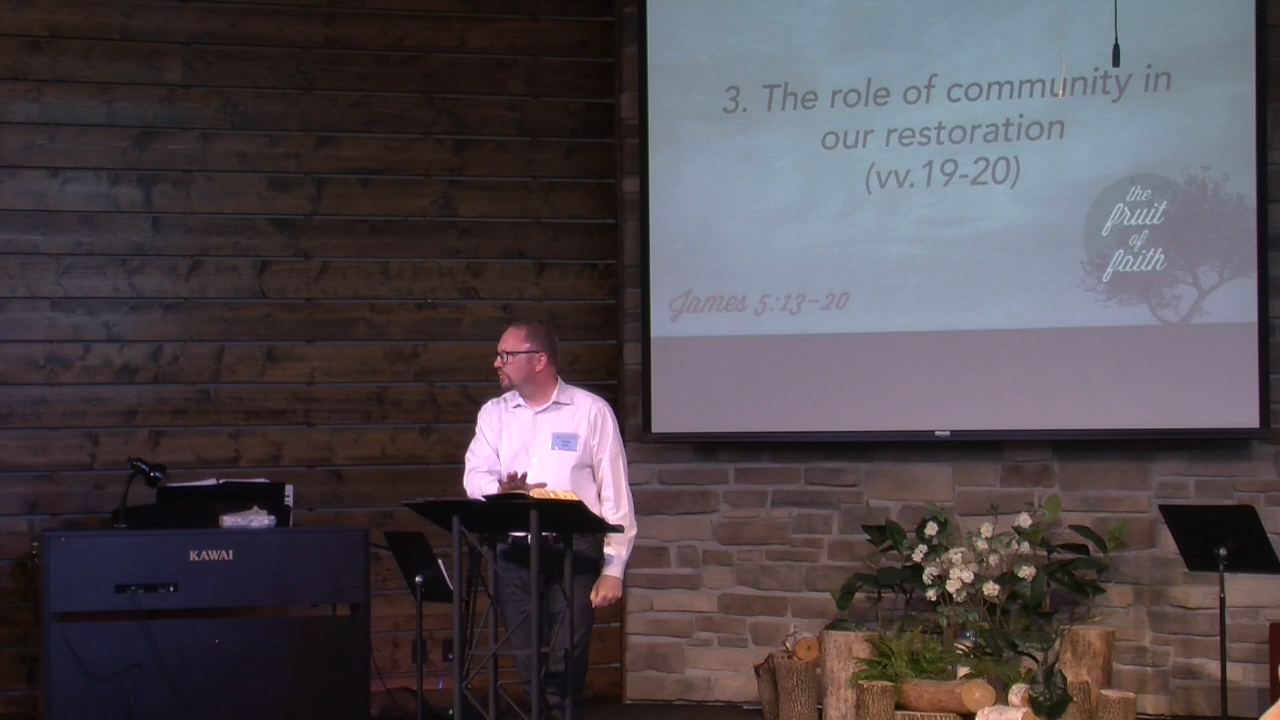 3. The role of community in
our restoration
(vv.19-20)
the
fruit
of
faith
James 5:13-20
KAWAI